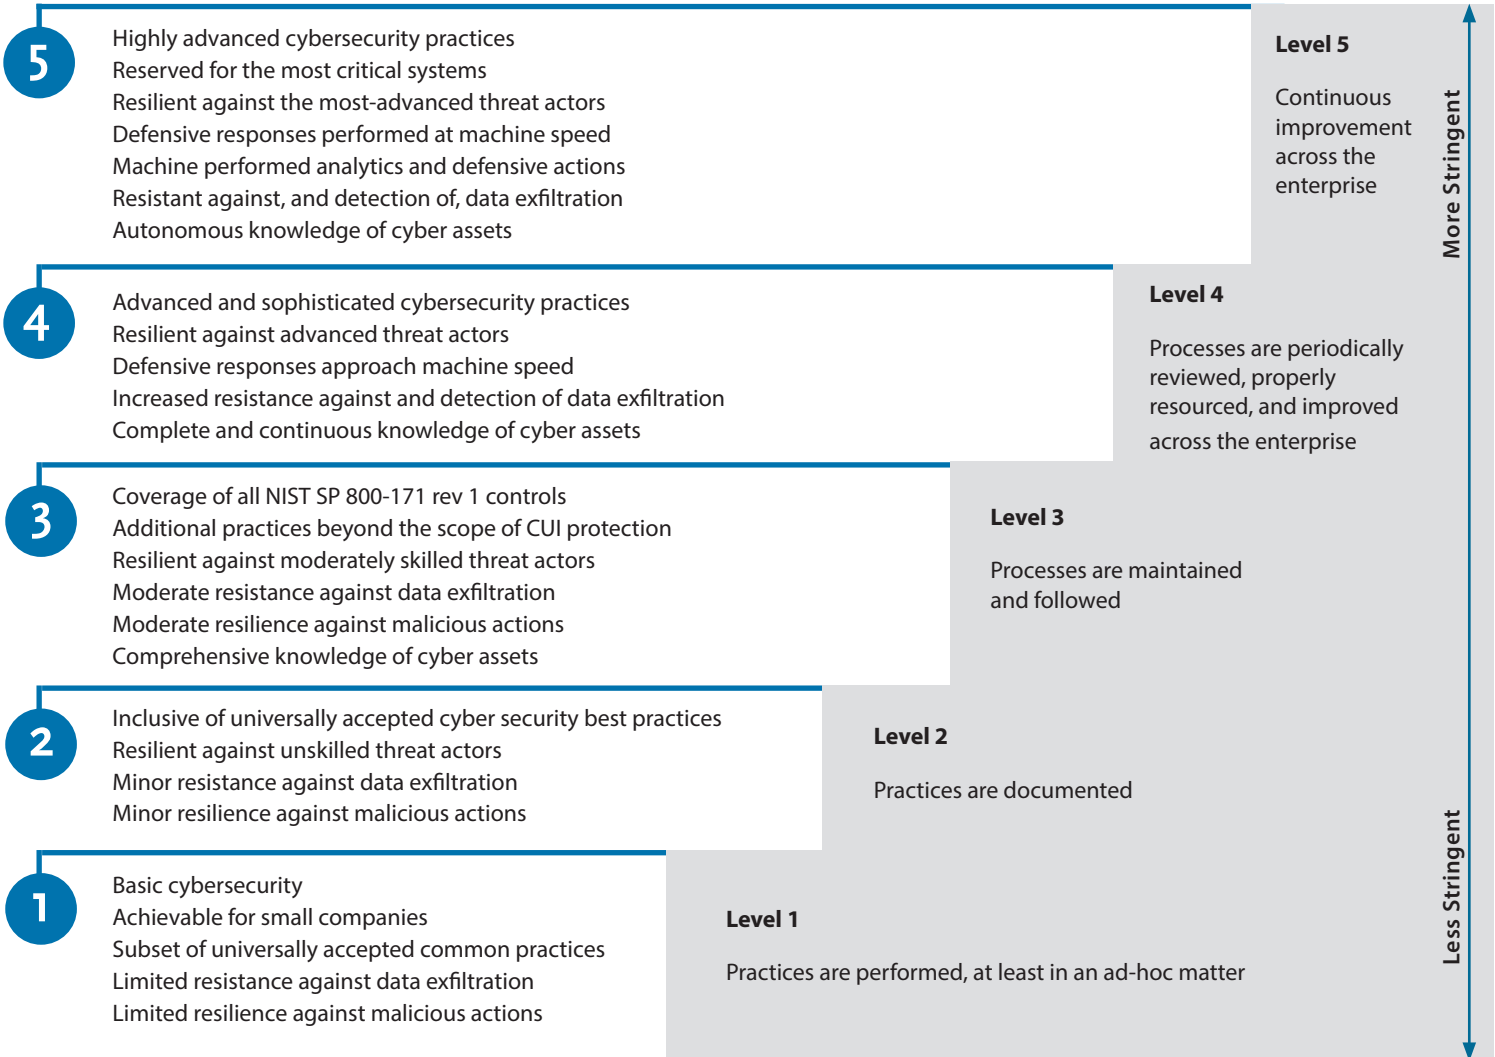 5
Highly advanced cybersecurity practices
Reserved for the most critical systems
Resilient against the most-advanced threat actors
Defensive responses performed at machine speed
Machine performed analytics and defensive actions
Resistant against, and detection of, data exfiltration
Autonomous knowledge of cyber assets
Level 5
Continuous
improvement
across the
enterprise
More Stringent
4
Advanced and sophisticated cybersecurity practices
Resilient against advanced threat actors
Defensive responses approach machine speed
Increased resistance against and detection of data exfiltration
Complete and continuous knowledge of cyber assets
Level 4
Processes are periodically
reviewed, properly
resourced, and improved
across the enterprise
3
Coverage of all NIST SP 800-171 rev 1 controls
Additional practices beyond the scope of CUI protection
Resilient against moderately skilled threat actors
Moderate resistance against data exfiltration
Moderate resilience against malicious actions
Comprehensive knowledge of cyber assets
Level 3
Processes are maintained
and followed
2
Inclusive of universally accepted cyber security best practices
Resilient against unskilled threat actors
Minor resistance against data exfiltration
Minor resilience against malicious actions
Level 2
Practices are documented
1
Basic cybersecurity
Achievable for small companies
Subset of universally accepted common practices
Limited resistance against data exfiltration
Limited resilience against malicious actions
Level 1
Practices are performed, at least in an ad-hoc matter
Less Stringent